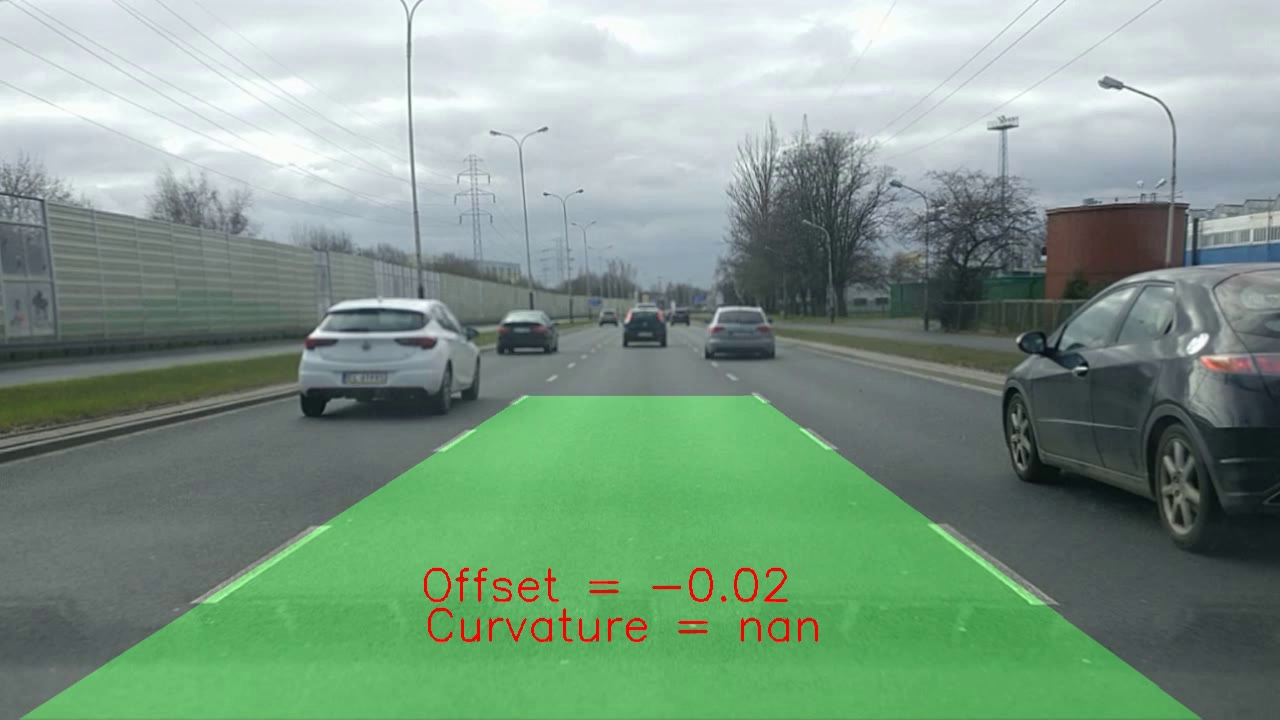 Offset = -0.02
Curvature = nan